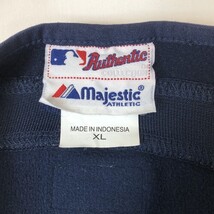 Authentic
Majestic
ATHLETIC
MADE IN INDONESIA
XL